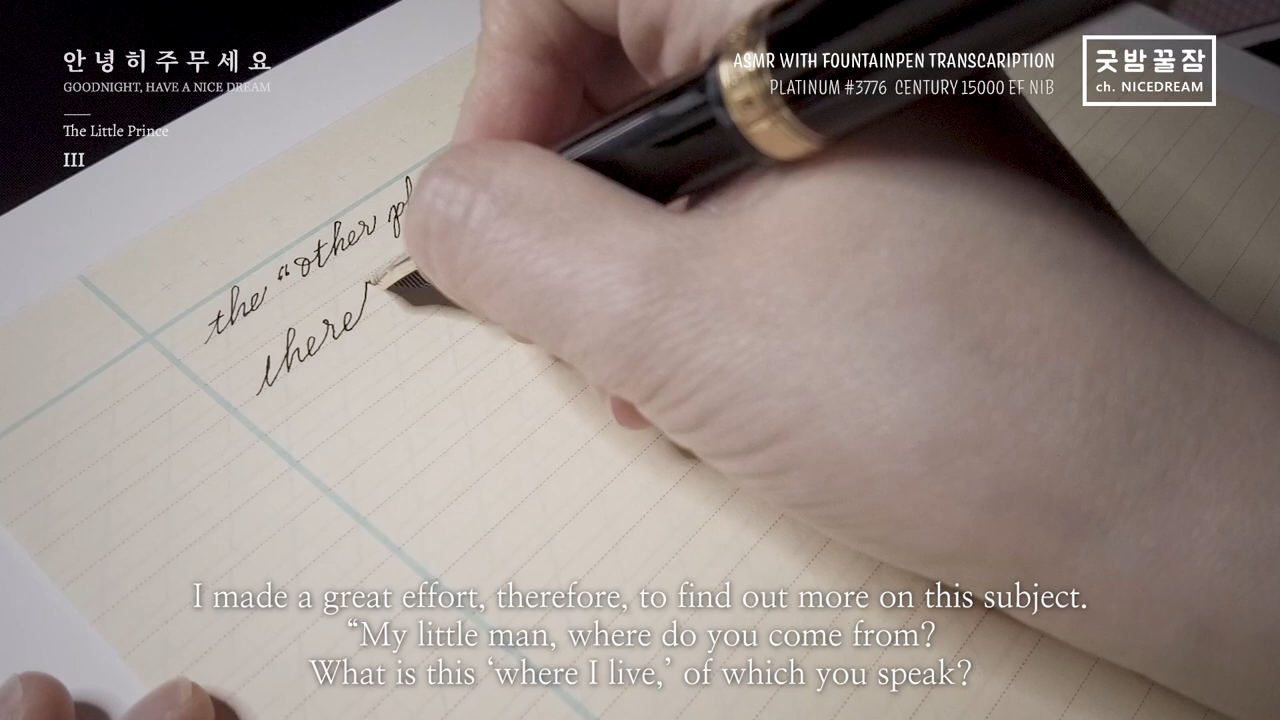 안녕히주무세요
GOODNIGHT, HAVE A NICE DREAM
The Little Prince
III
ASMR WITH FOUNTAINPEN TRANSCARIPTION
PLATINUM #3776 CENTURY 15000 EF NIB
굿밤꿀잠
ch. NICEDREAM
the “other pl
there
I made a great effort, therefore, to find out more on this subject.
“My little man, where do you come from?
What is this ‘where I live,’ of which you speak?